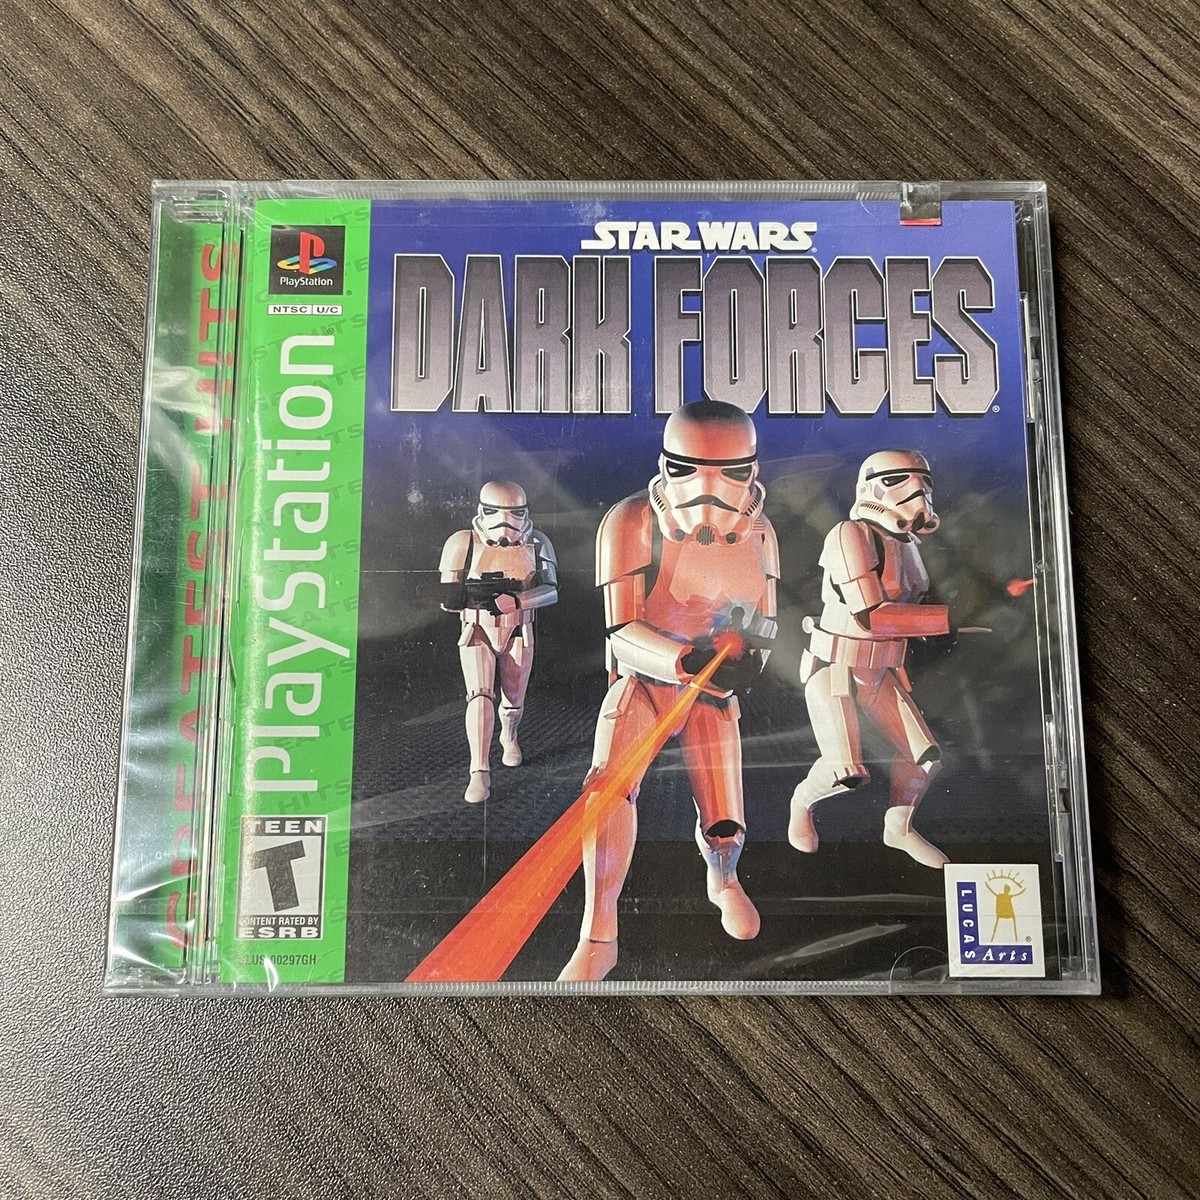 GREATEST HITS
PlayStation
NTSC U/C
PlayStation
TEEN
T
CONTENT RATED BY
ESRB
SLUS-00297GH
STAR WARS
DARK FORCES
LUCAS
Arts